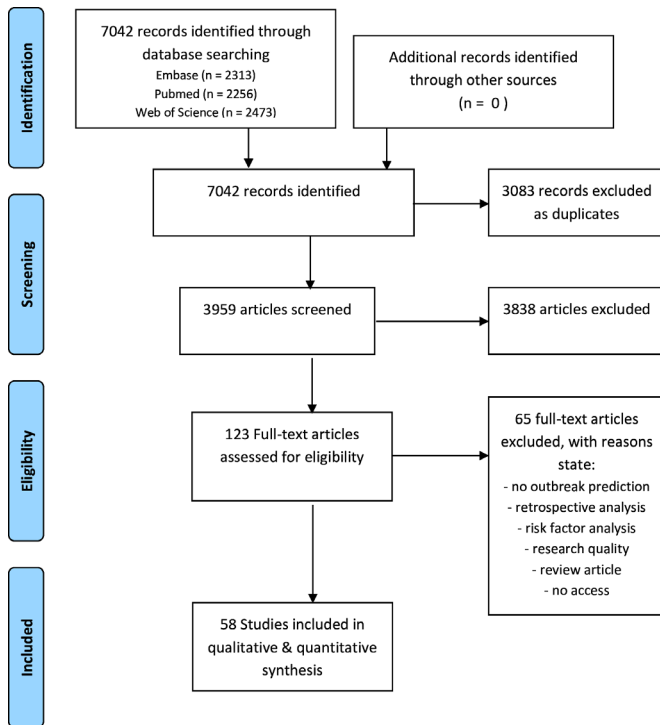 Identification
7042 records identified through
database searching
Embase (n = 2313)
Pubmed (n = 2256)
Web of Science (n = 2473)
Additional records identified
through other sources
(n = 0 )
7042 records identified
3083 records excluded
as duplicates
Screening
3959 articles screened
3838 articles excluded
Eligibility
123 Full-text articles
assessed for eligibility
65 full-text articles
excluded, with reasons
state:
- no outbreak prediction
- retrospective analysis
- risk factor analysis
- research quality
- review article
- no access
Included
58 Studies included in
qualitative & quantitative
synthesis